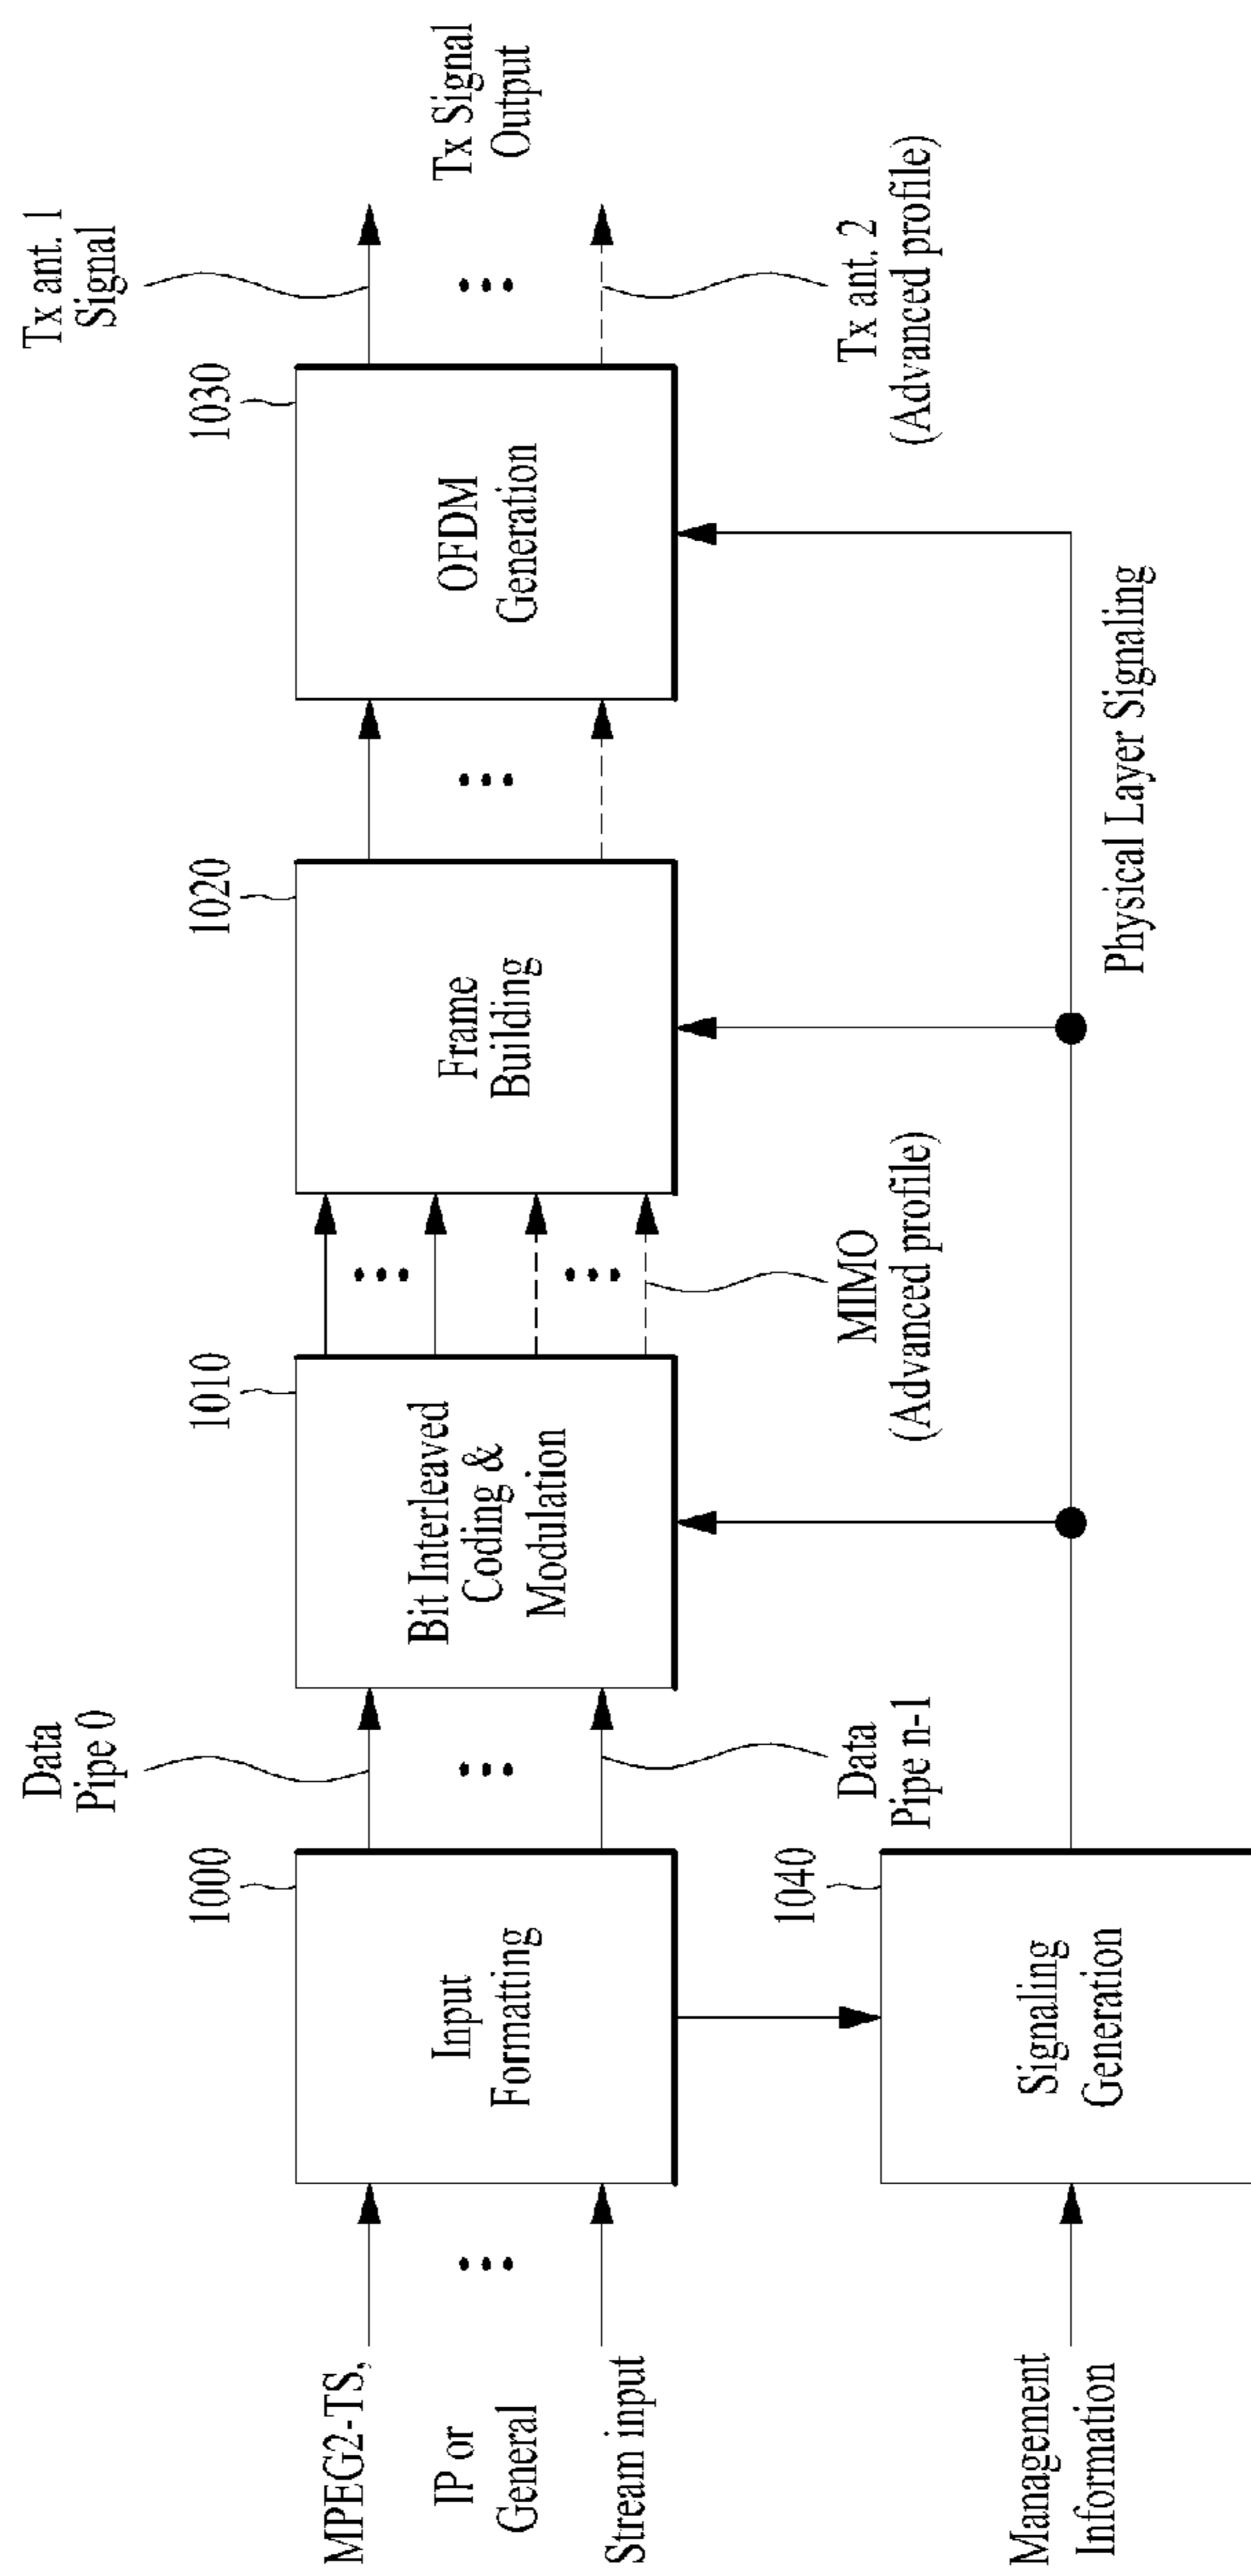 MPEG2-TS,
IP or
General
Stream input
Management
Information
1000
Input
Formatting
1040
Signaling
Generation
Data
Pipe 0
Data
Pipe n-1
1010
Bit Interleaved
Coding &
Modulation
MIMO
(Advanced profile)
1020
Frame
Building
Physical Layer Signaling
1030
OFDM
Generation
Tx ant. 1
Signal
Tx ant. 2
(Advanced profile)
Tx Signal
Output